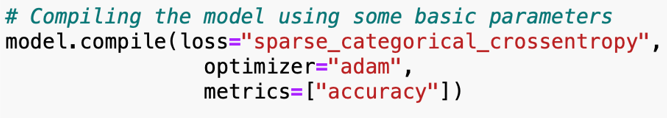 # Compiling the model using some basic parameters
model.compile(loss="sparse_categorical_crossentropy",
optimizer="adam",
metrics=["accuracy"])